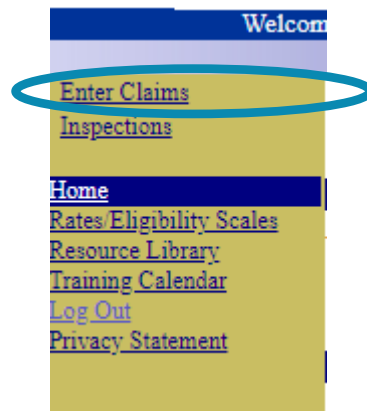 Welcom
Enter Claims
Inspections
Home
Rates/Eligibility Scales
Resource Library
Training Calendar
Log Out
Privacy Statement